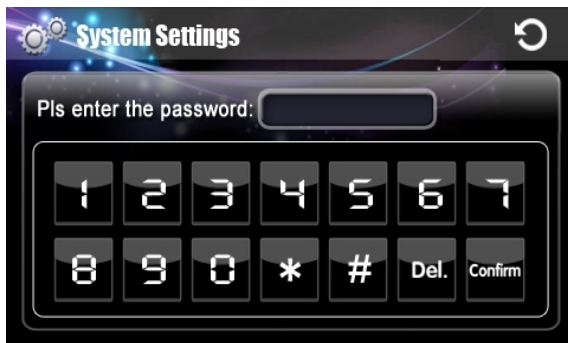 System Settings
Pls enter the password:
1 2 3 4 5 6 7
8 9 0 * # Del. Confirm